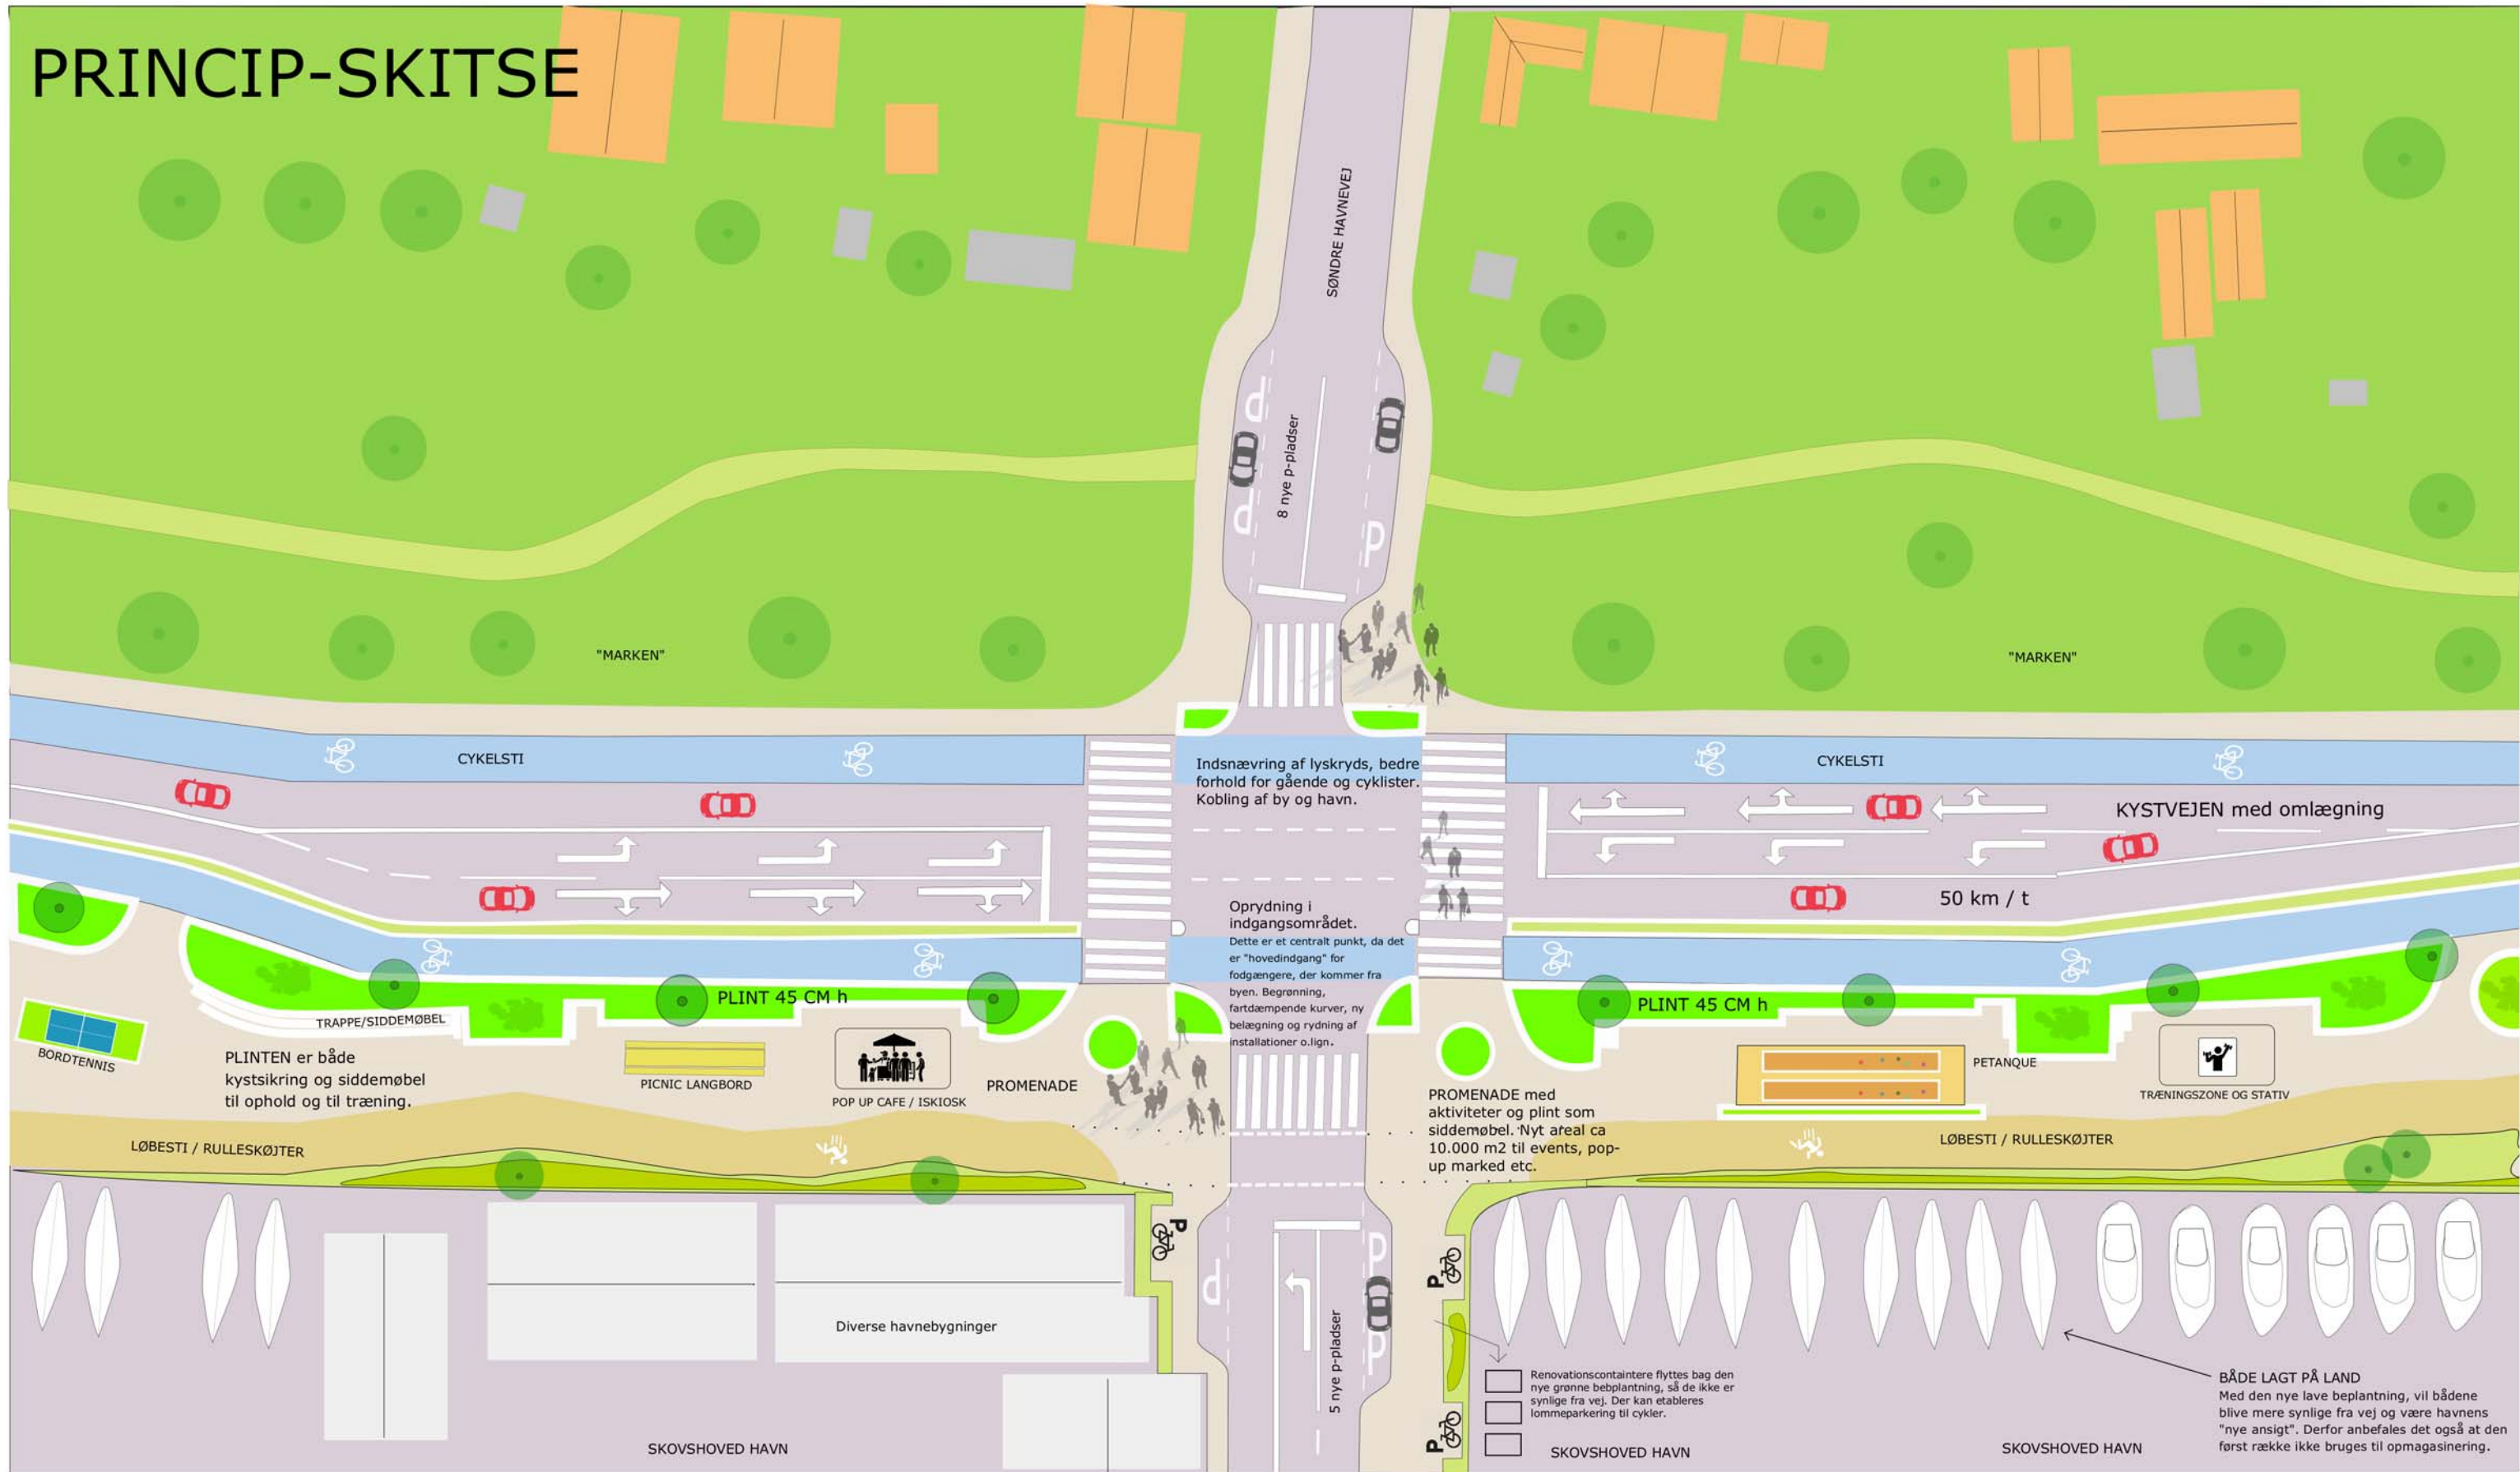 PRINCIP-SKITSE
SØNDRE HAVNEVEJ
P
P
P
8 nye p-pladser
"MARKEN"
"MARKEN"
CYKELSTI
CYKELSTI
Indsnævring af lyskryds, bedre
forhold for gående og cyklister.
Kobling af by og havn.
KYSTVEJEN med omlægning
50 km / t
Oprydning i
indgangsområdet.
Dette er et centralt punkt, da det
er "hovedindgang" for
fodgængere, der kommer fra
byen. Begrønning,
fartdæmpende kurver, ny
belægning og rydning af
installationer o.lign.
PLINT 45 CM h
PLINT 45 CM h
TRAPPE/SIDDEMØBEL
BORDTENNIS
PLINTEN er både
kystsikring og siddemøbel
til ophold og til træning.
PICNIC LANGBORD
POP UP CAFE / ISKIOSK
PROMENADE
PROMENADE med
aktiviteter og plint som
siddemøbel. Nyt areal ca
10.000 m2 til events, pop-
up marked etc.
PETANQUE
TRÆNINGSZONE OG STATIV
LØBESTI / RULLESKØJTER
LØBESTI / RULLESKØJTER
P
P
P
P
P
P
5 nye p-pladser
Diverse havnebygninger
Renovationscontaintere flyttes bag den
nye grønne bebplantning, så de ikke er
synlige fra vej. Der kan etableres
lommeparkering til cykler.
BÅDE LAGT PÅ LAND
Med den nye lave beplantning, vil bådene
blive mere synlige fra vej og være havnens
"nye ansigt". Derfor anbefales det også at den
først række ikke bruges til opmagasinering.
SKOVSHOVED HAVN
SKOVSHOVED HAVN
SKOVSHOVED HAVN